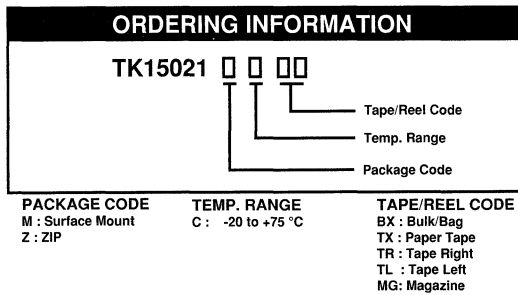 ORDERING INFORMATION
TK15021 ▯ ▯ ▯▯
Tape/Reel Code
Temp. Range
Package Code
PACKAGE CODE
M : Surface Mount
Z : ZIP
TEMP. RANGE
C : -20 to +75 °C
TAPE/REEL CODE
BX : Bulk/Bag
TX : Paper Tape
TR : Tape Right
TL : Tape Left
MG: Magazine